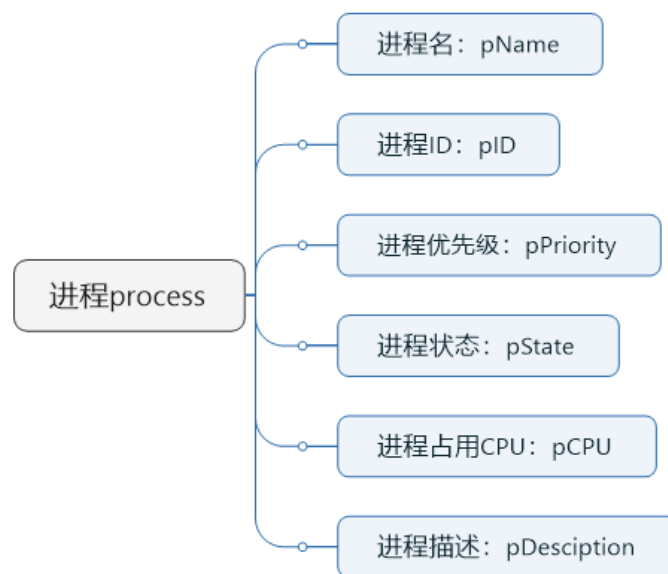 进程名：pName
进程ID：pID
进程优先级：pPriority
进程process
进程状态：pState
进程占用CPU：pCPU
进程描述：pDesciption